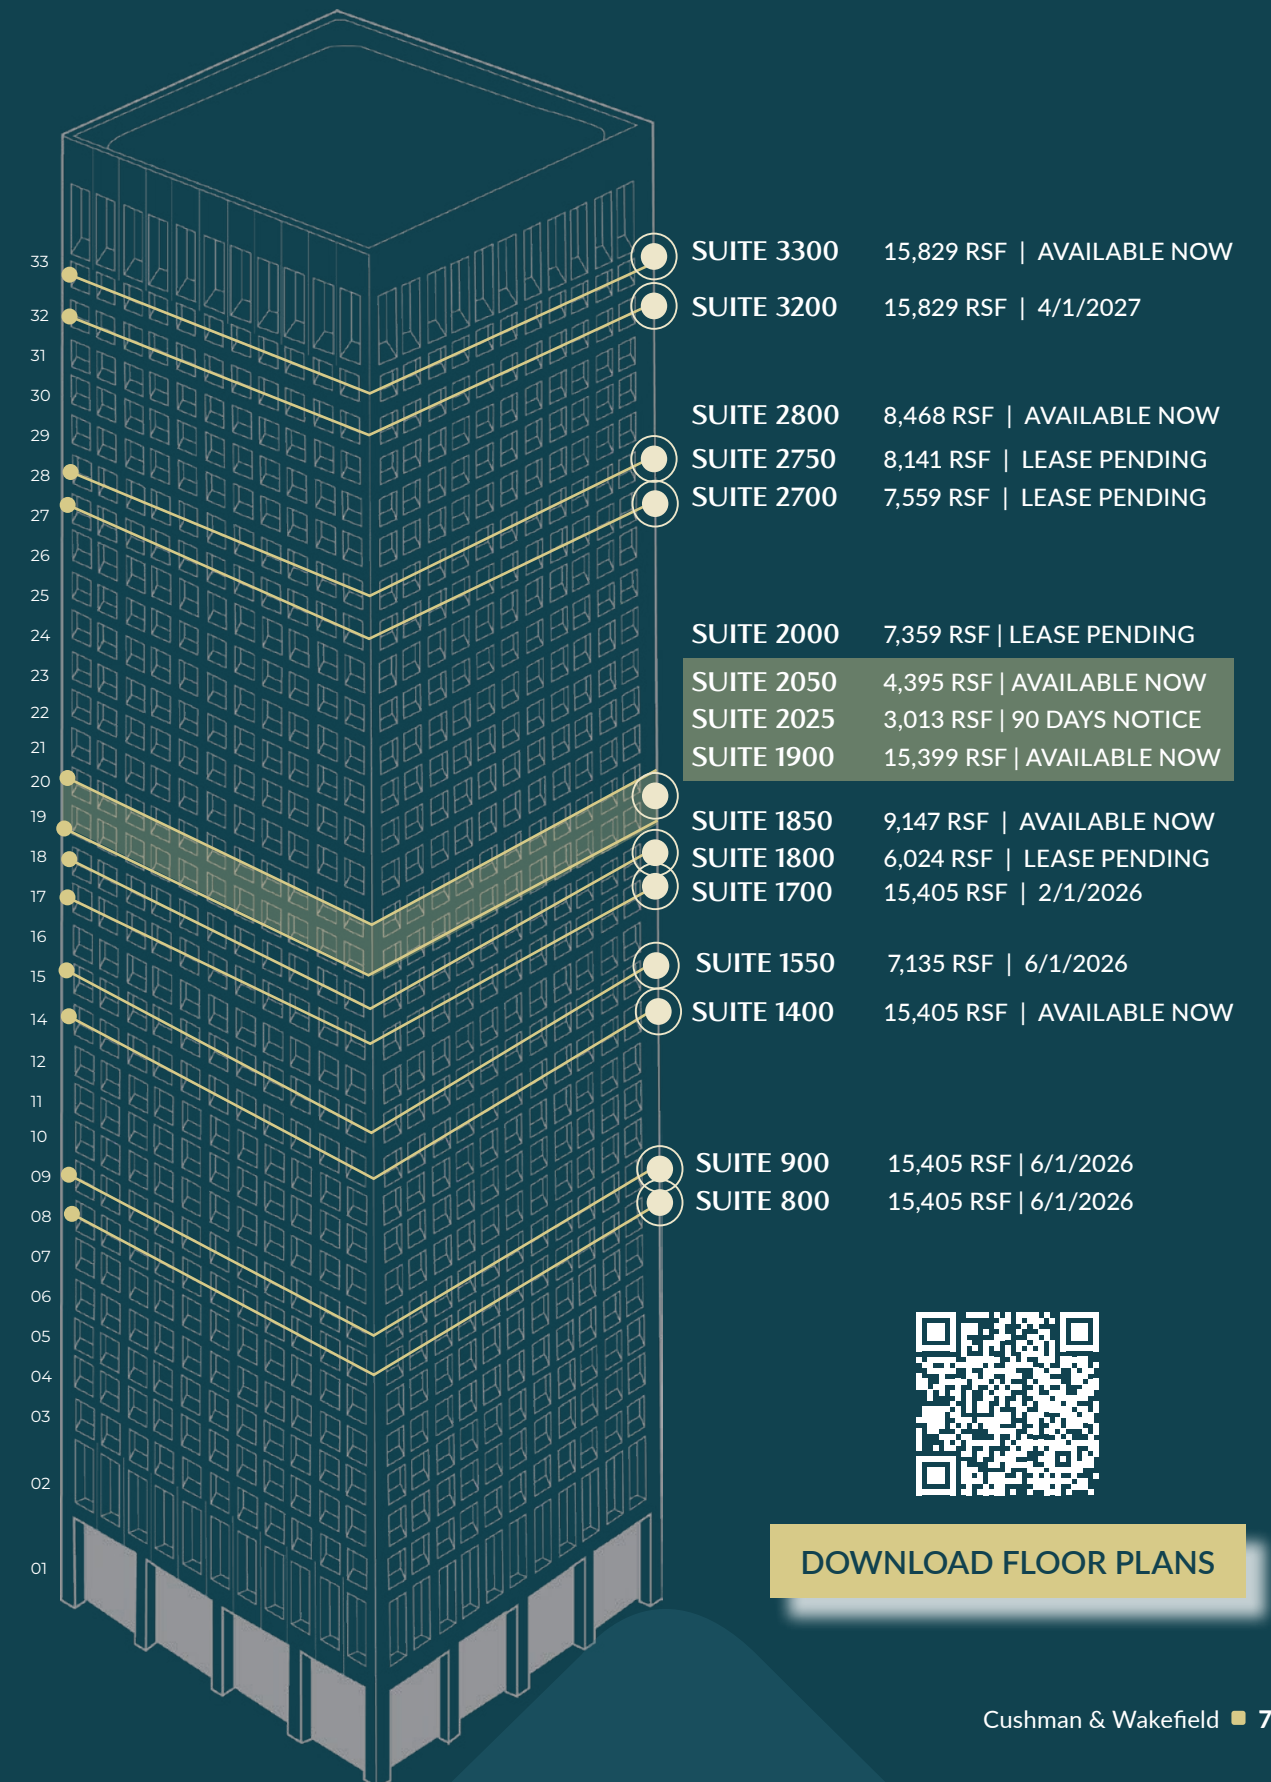 33
32
31
30
29
28
27
26
25
24
23
22
21
20
19
18
17
16
15
14
12
11
10
09
08
07
06
05
04
03
02
01
SUITE 3300 15,829 RSF | AVAILABLE NOW
SUITE 3200 15,829 RSF | 4/1/2027
SUITE 2800 8,468 RSF | AVAILABLE NOW
SUITE 2750 8,141 RSF | LEASE PENDING
SUITE 2700 7,559 RSF | LEASE PENDING
SUITE 2000 7,359 RSF | LEASE PENDING
SUITE 2050 4,395 RSF | AVAILABLE NOW
SUITE 2025 3,013 RSF | 90 DAYS NOTICE
SUITE 1900 15,399 RSF | AVAILABLE NOW
SUITE 1850 9,147 RSF | AVAILABLE NOW
SUITE 1800 6,024 RSF | LEASE PENDING
SUITE 1700 15,405 RSF | 2/1/2026
SUITE 1550 7,135 RSF | 6/1/2026
SUITE 1400 15,405 RSF | AVAILABLE NOW
SUITE 900 15,405 RSF | 6/1/2026
SUITE 800 15,405 RSF | 6/1/2026
DOWNLOAD FLOOR PLANS
Cushman & Wakefield 7